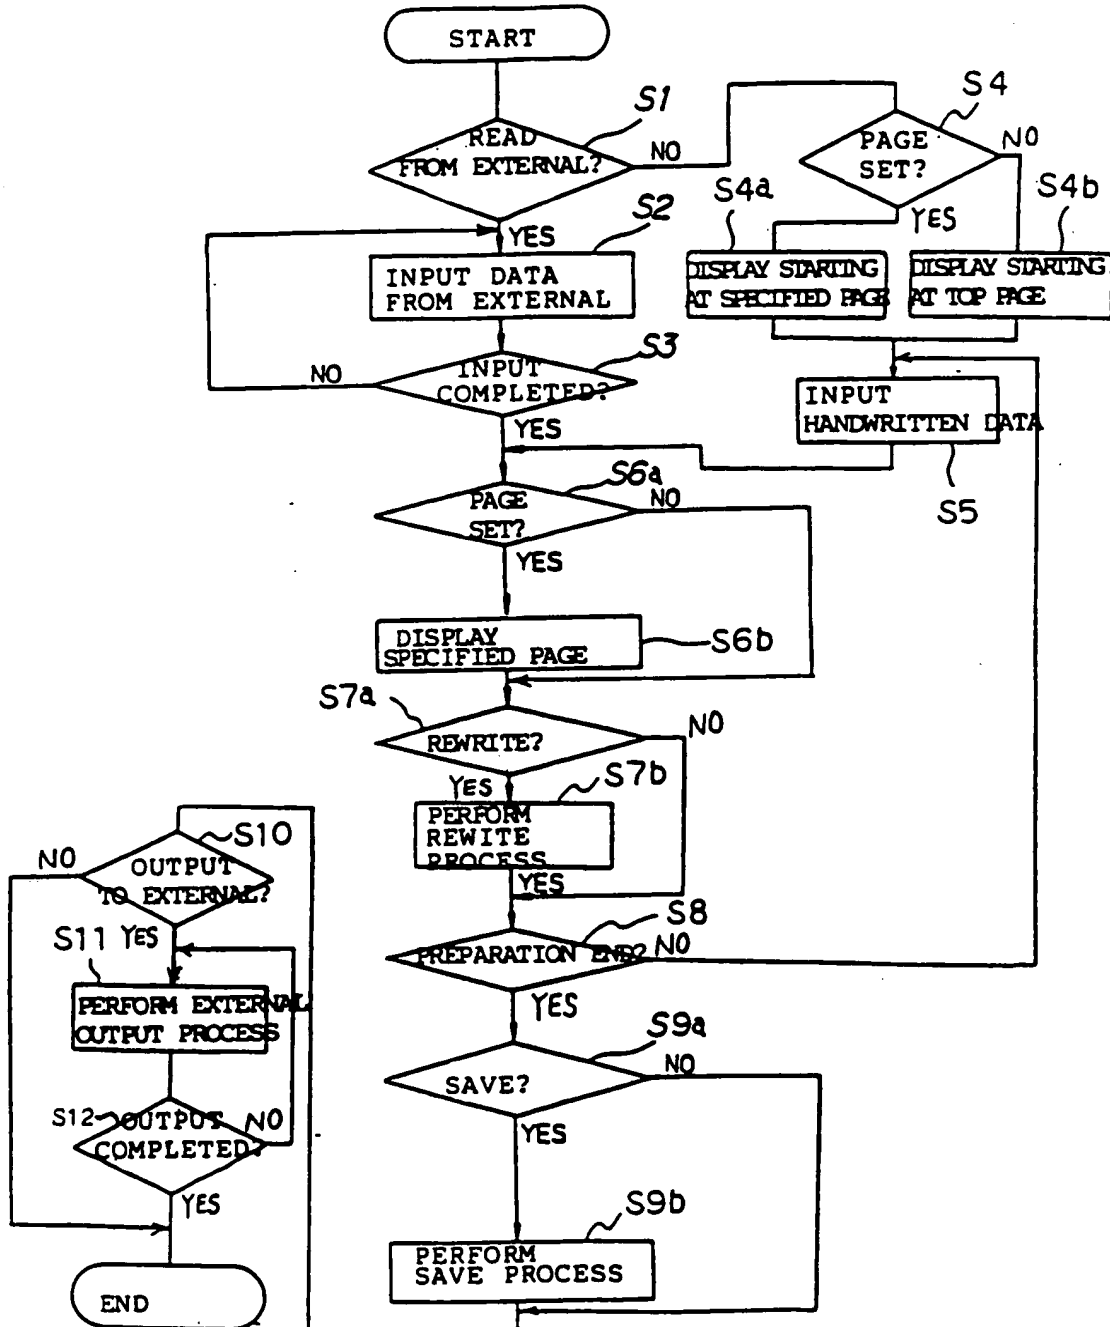 START
S1
READ
FROM EXTERNAL?
NO
S4
PAGE
SET?
NO
YES
S4a
S4b
YES
S2
INPUT DATA
FROM EXTERNAL
DISPLAY STARTING
AT SPECIFIED PAGE
DISPLAY STARTING
AT TOP PAGE
S3
INPUT
COMPLETED?
NO
YES
INPUT
HANDWRITTEN DATA
S5
S6a
PAGE
SET?
NO
YES
DISPLAY
SPECIFIED PAGE
S6b
S7a
REWRITE?
NO
YES
S7b
PERFORM
REWITE
PROCESS
YES
S8
PREPARATION END?
NO
YES
S9a
SAVE?
NO
YES
S9b
PERFORM
SAVE PROCESS
S10
OUTPUT
TO EXTERNAL?
NO
YES
S11
PERFORM EXTERNAL
OUTPUT PROCESS
S12
OUTPUT
COMPLETED?
NO
YES
END